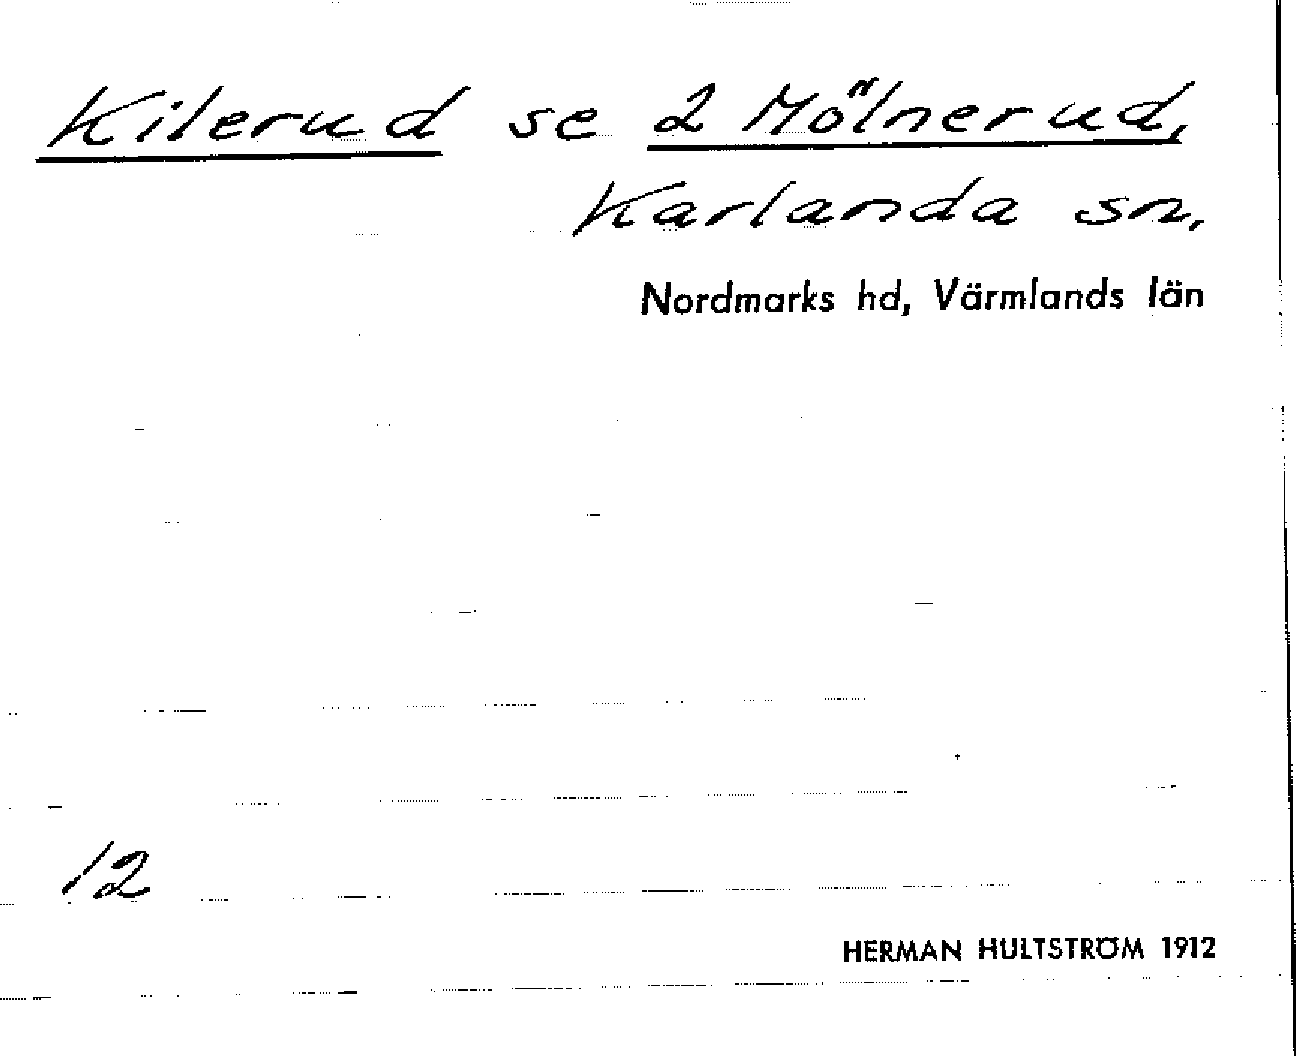 Kilerud se 2 Mölnerud,
Karlanda sn,
Nordmarks hd, Värmlands län
12
HERMAN HULTSTRÖM 1912